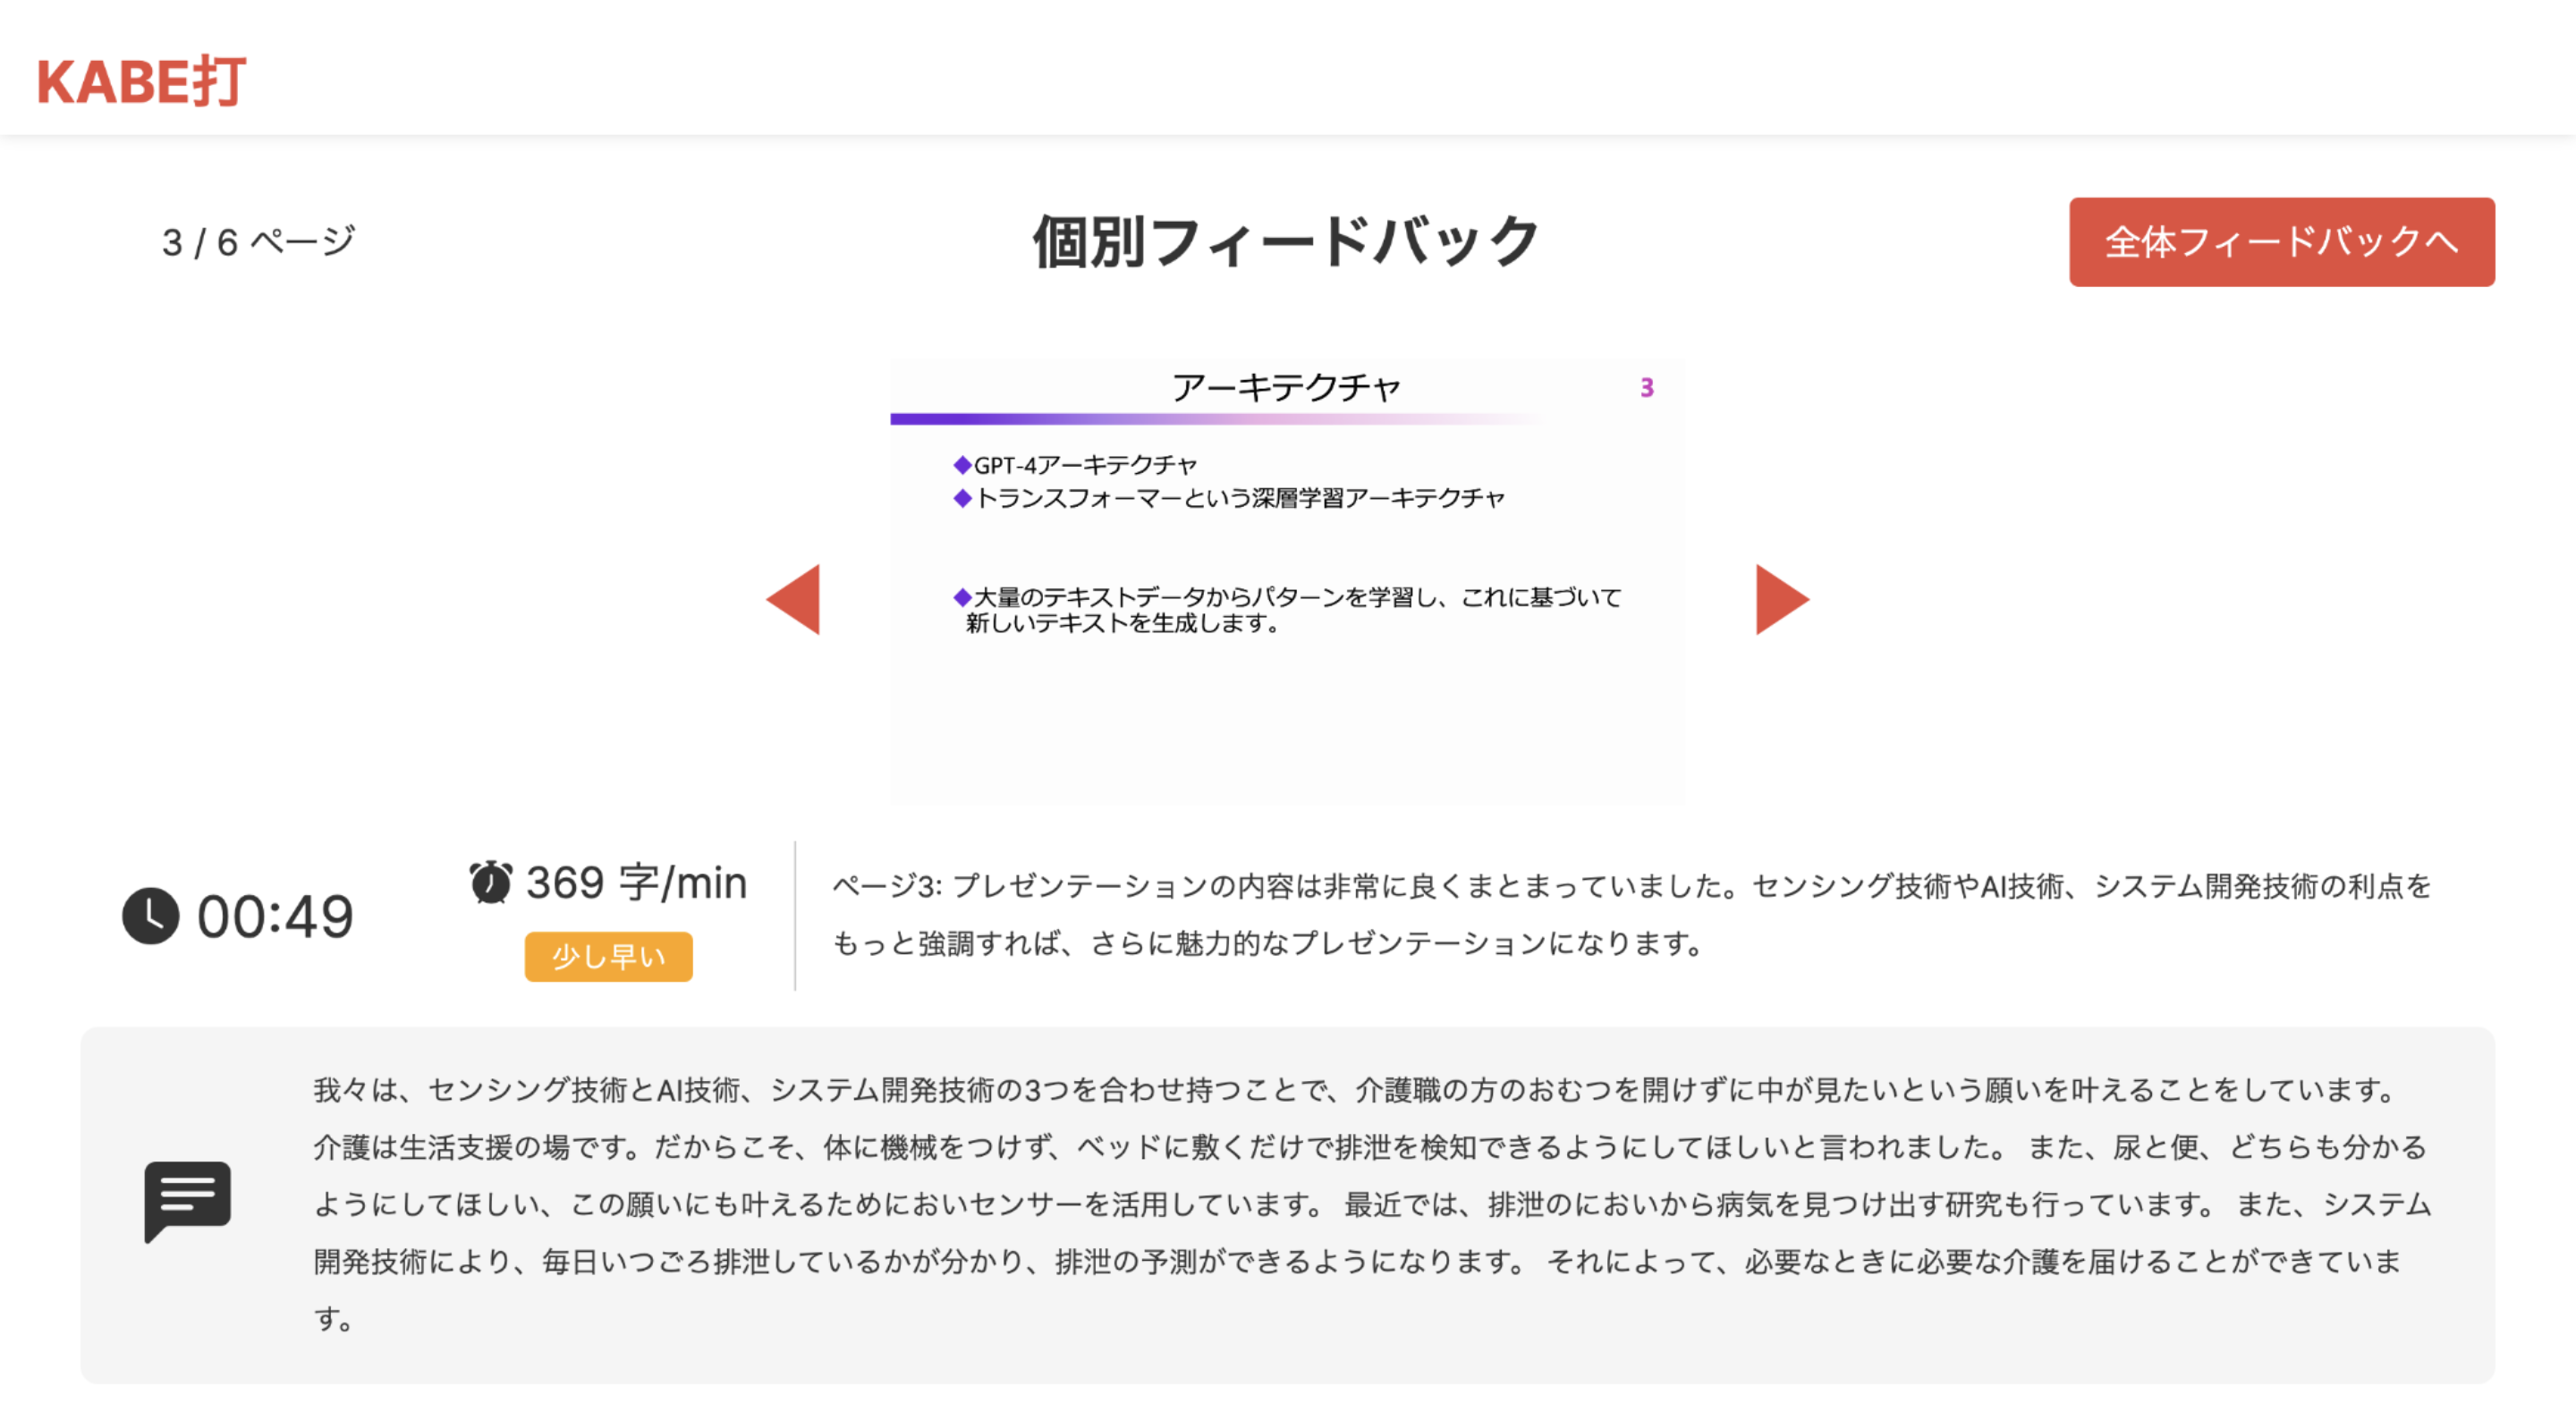 KABE打
3 / 6 ページ
個別フィードバック
全体フィードバックへ
アーキテクチャ
3
◆GPT-4アーキテクチャ
◆トランスフォーマーという深層学習アーキテクチャ
◆大量のテキストデータからパターンを学習し、これに基づいて
新しいテキストを生成します。
00:49
369 字/min
少し早い
ページ3: プレゼンテーションの内容は非常に良くまとまっていました。センシング技術やAI技術、システム開発技術の利点を
もっと強調すれば、さらに魅力的なプレゼンテーションになります。
我々は、センシング技術とAI技術、システム開発技術の3つを合わせ持つことで、介護職の方のおむつを開けずに中が見たいという願いを叶えることをしています。
介護は生活支援の場です。だからこそ、体に機械をつけず、ベッドに敷くだけで排泄を検知できるようにしてほしいと言われました。 また、尿と便、どちらも分かる
ようにしてほしい、この願いにも叶えるためにおいセンサーを活用しています。 最近では、排泄のにおいから病気を見つけ出す研究も行っています。 また、システム
開発技術により、毎日いつごろ排泄しているかが分かり、排泄の予測ができるようになります。 それによって、必要なときに必要な介護を届けることができていま
す。